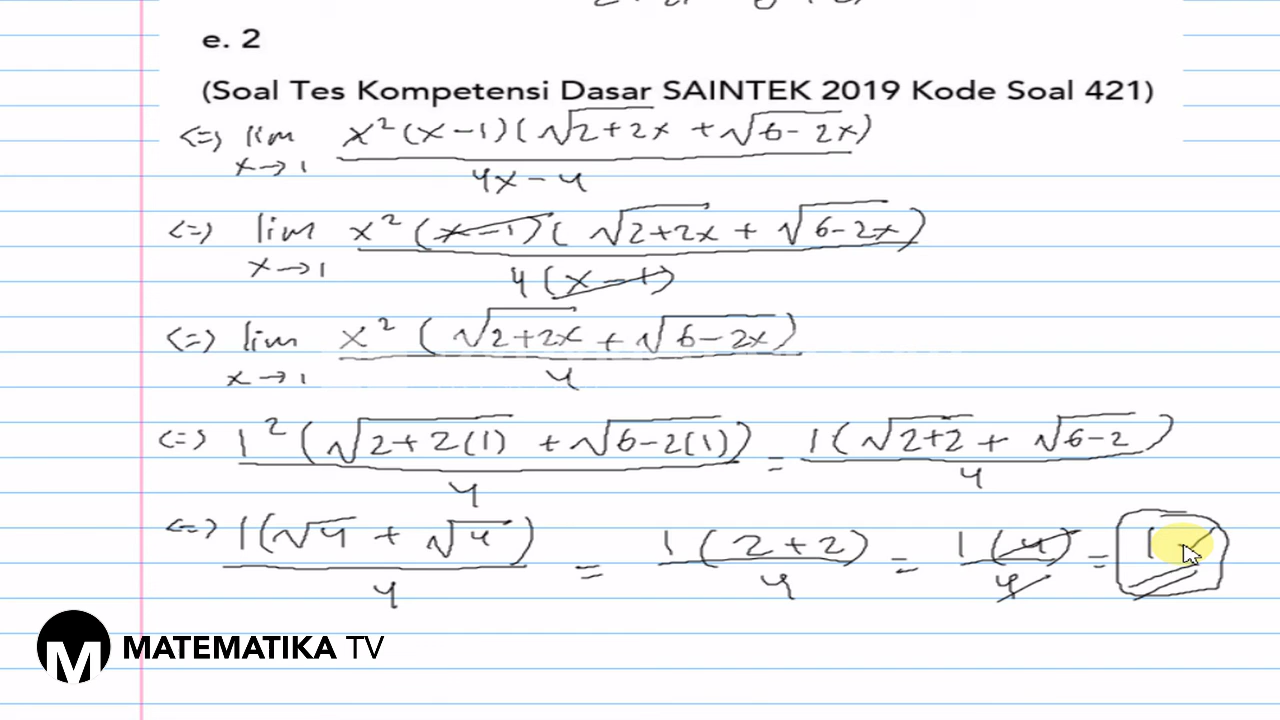 e. 2
(Soal Tes Kompetensi Dasar SAINTEK 2019 Kode Soal 421)
<=> lim x→1 x²(x-1)(√2+2x + √6-2x) / 4x-4
<=> lim x→1 x²(x-1)(√2+2x + √6-2x) / 4(x-1)
<=> lim x→1 x²(√2+2x + √6-2x) / 4
<=> 1²(√2+2(1) + √6-2(1)) / 4 = 1(√2+2 + √6-2) / 4
<=> 1(√4 + √4) / 4 = 1(2+2) / 4 = 1(4) / 4 = 1
MATEMATIKA TV